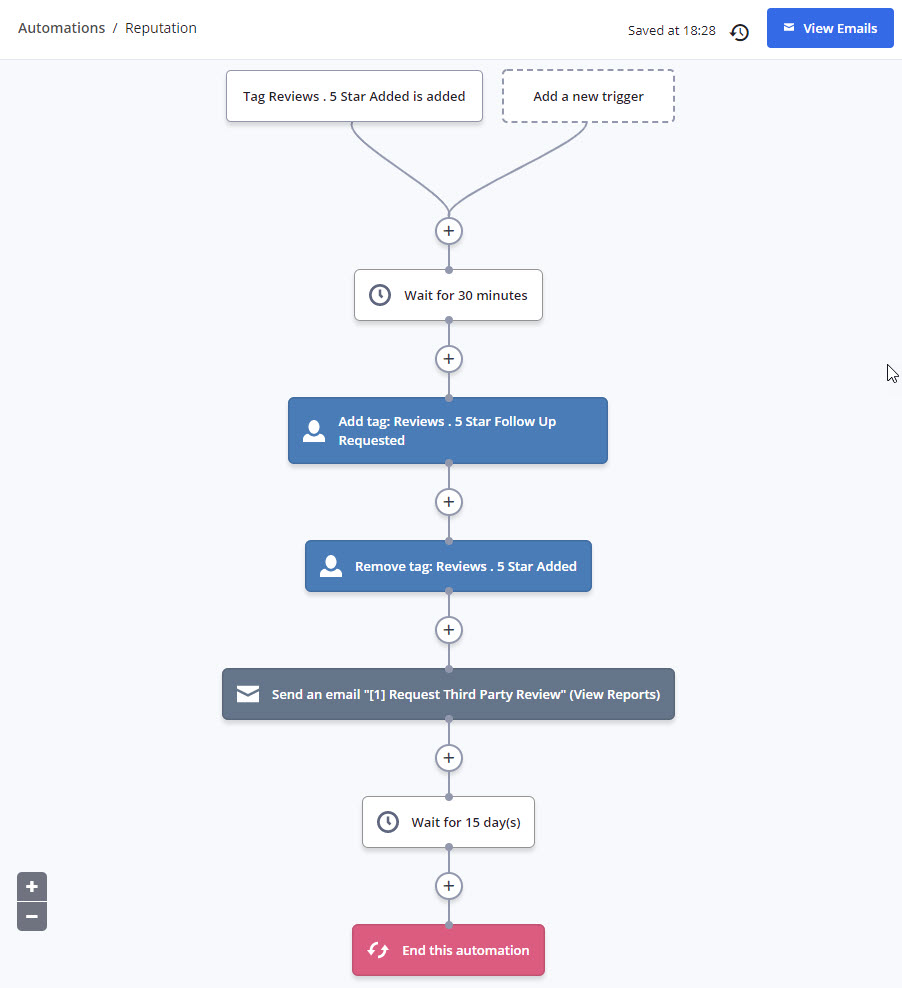 Automations / Reputation
Saved at 18:28
View Emails
Tag Reviews . 5 Star Added is added
Add a new trigger
Wait for 30 minutes
Add tag: Reviews . 5 Star Follow Up
Requested
Remove tag: Reviews . 5 Star Added
Send an email "[1] Request Third Party Review" (View Reports)
Wait for 15 day(s)
End this automation